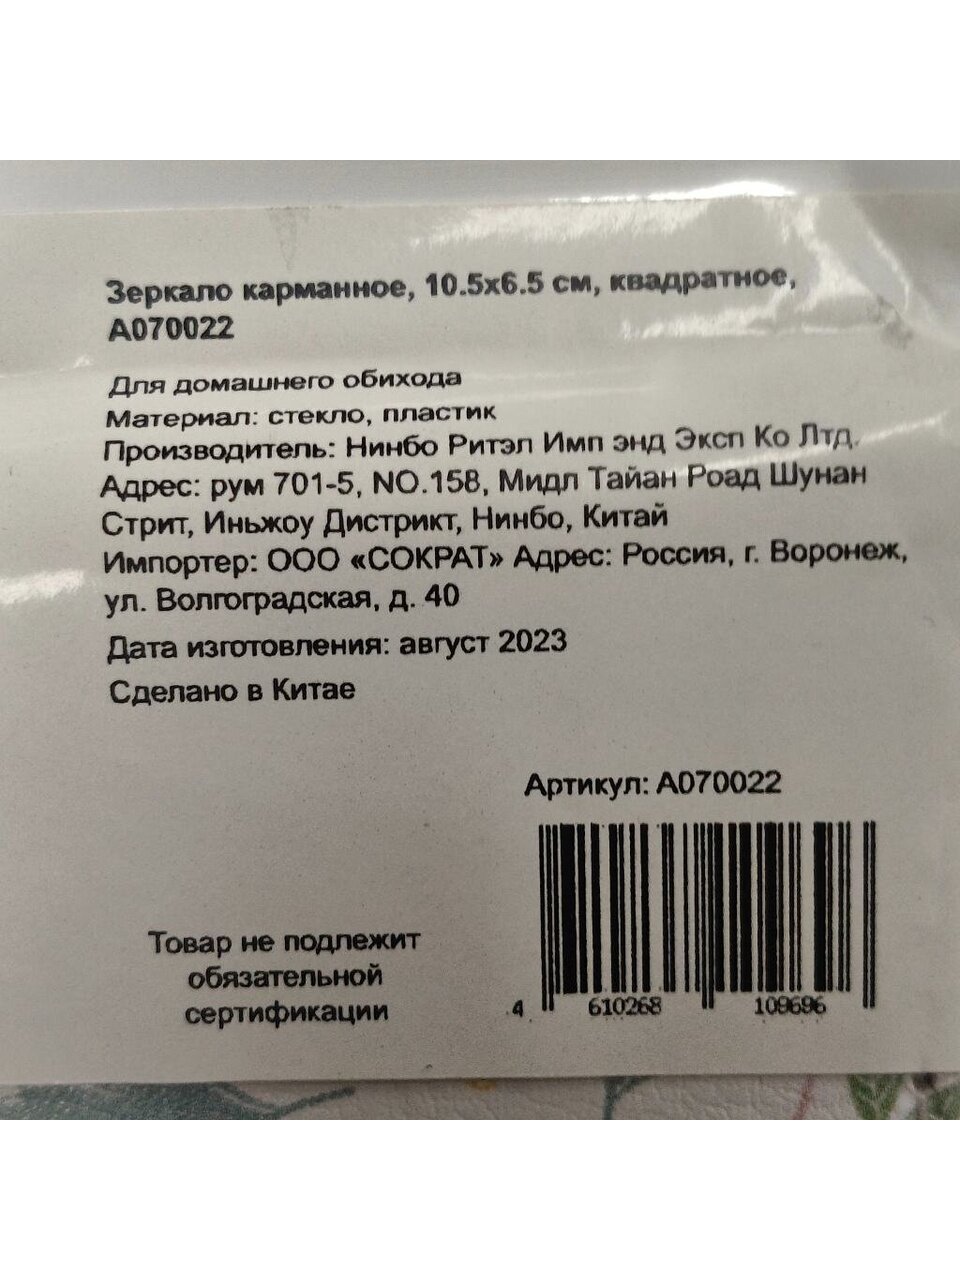 Зеркало карманное, 10.5х6.5 см, квадратное,
А070022
Для домашнего обихода
Материал: стекло, пластик
Производитель: Нинбо Ритэл Имп энд Эксп Ко Лтд.
Адрес: рум 701-5, NO.158, Мидл Тайан Роад Шунан
Стрит, Иньжоу Дистрикт, Нинбо, Китай
Импортер: ООО «СОКРАТ» Адрес: Россия, г. Воронеж,
ул. Волгоградская, д. 40
Дата изготовления: август 2023
Сделано в Китае
Артикул: А070022
Товар не подлежит
обязательной
сертификации
4 610268 109696